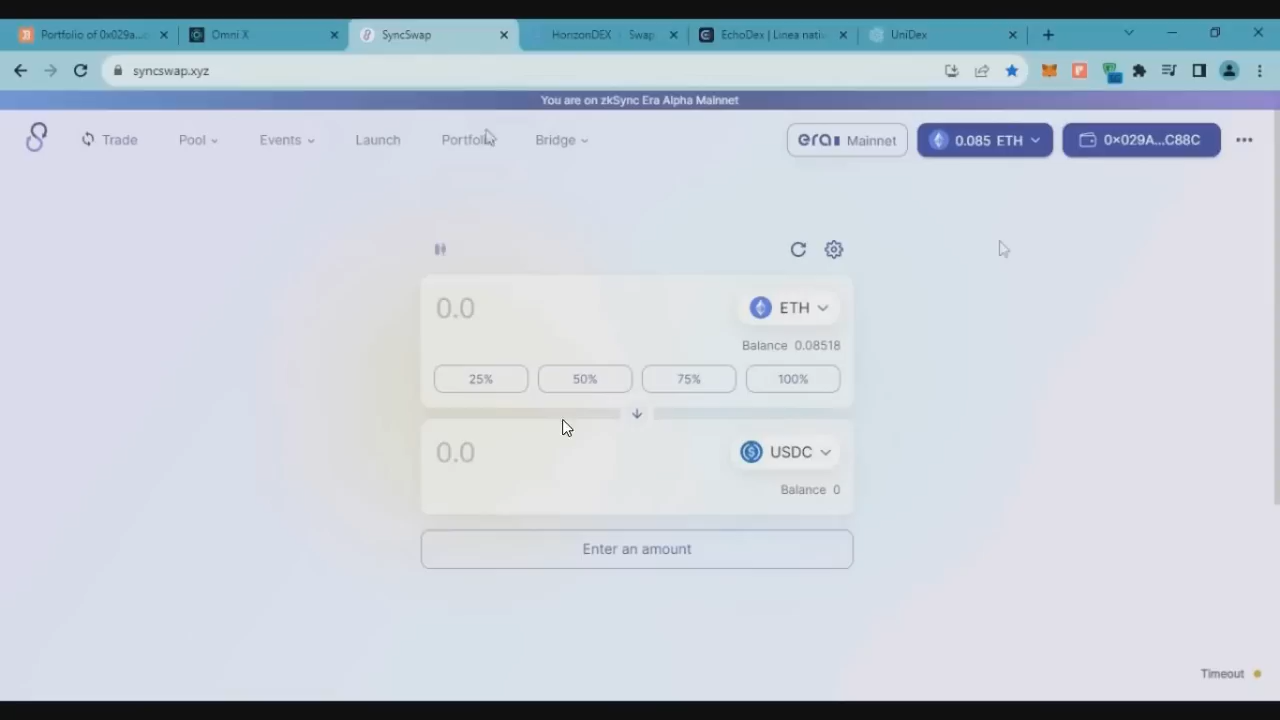 Portfolio of 0x029a...
Omni X
SyncSwap
HorizonDEX - Swap
EchoDex | Linea nati
UniDex
syncswap.xyz
You are on zkSync Era Alpha Mainnet
Trade
Pool
Events
Launch
Portfolio
Bridge
era Mainnet
0.085 ETH
0×029A...C88C
0.0
ETH
Balance 0.08518
25%
50%
75%
100%
0.0
USDC
Balance 0
Enter an amount
Timeout